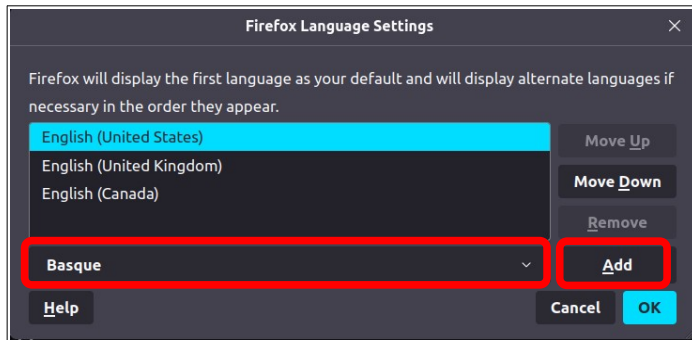 Firefox Language Settings
Firefox will display the first language as your default and will display alternate languages if
necessary in the order they appear.
English (United States)
Move Up
English (United Kingdom)
Move Down
English (Canada)
Remove
Basque
Add
Help
Cancel
OK